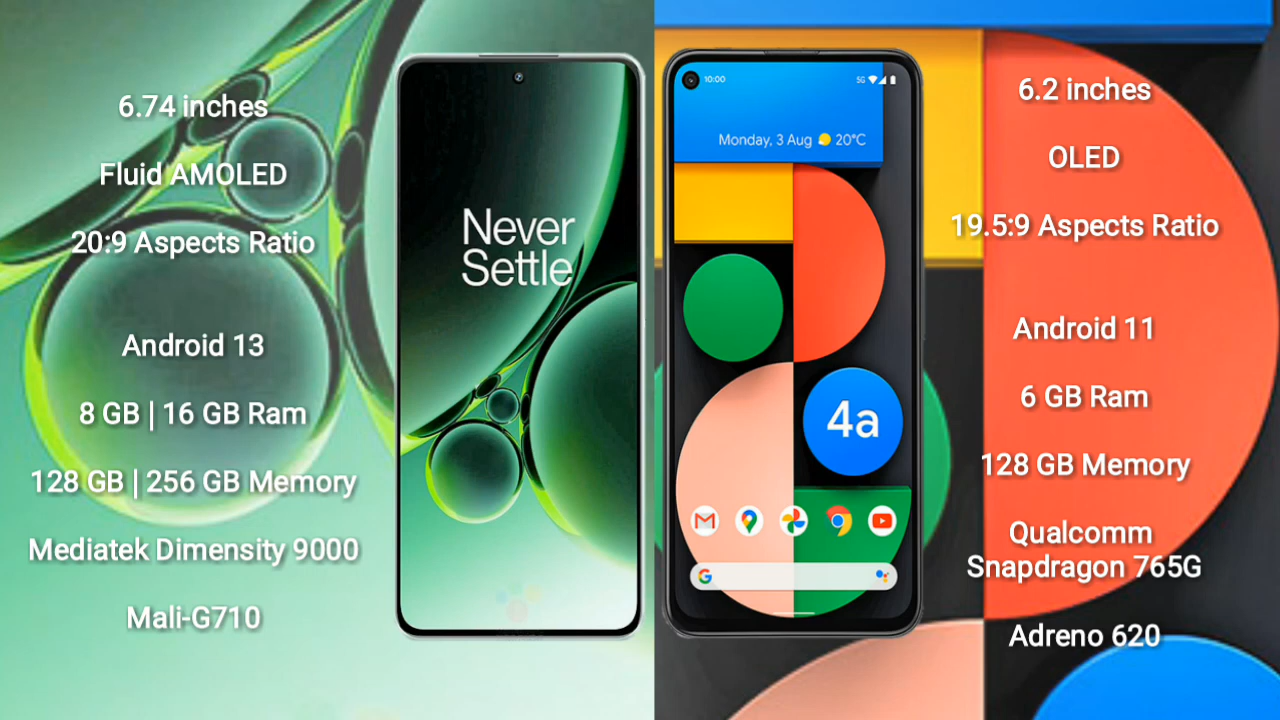 6.74 inches
Fluid AMOLED
20:9 Aspects Ratio
Android 13
8 GB | 16 GB Ram
128 GB | 256 GB Memory
Mediatek Dimensity 9000
Mali-G710
Never
Settle
10:00
5G
Monday, 3 Aug 20°C
4a
6.2 inches
OLED
19.5:9 Aspects Ratio
Android 11
6 GB Ram
128 GB Memory
Qualcomm
Snapdragon 765G
Adreno 620